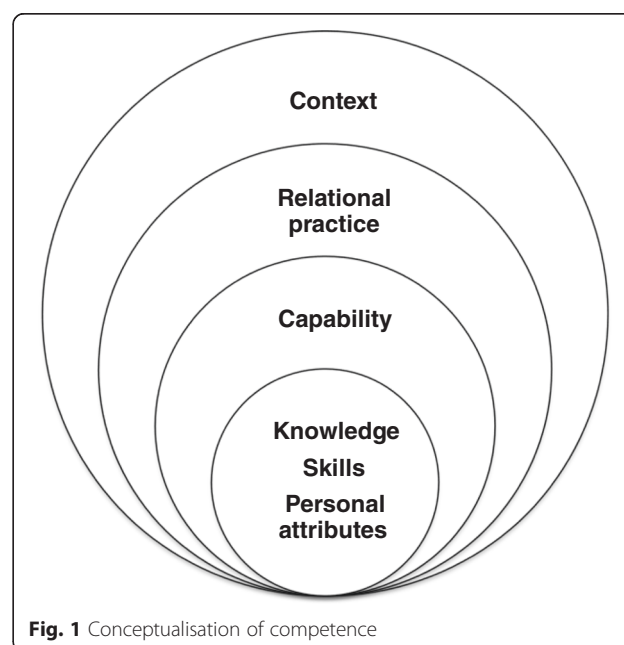 Context
Relational
practice
Capability
Knowledge
Skills
Personal
attributes
Fig. 1 Conceptualisation of competence